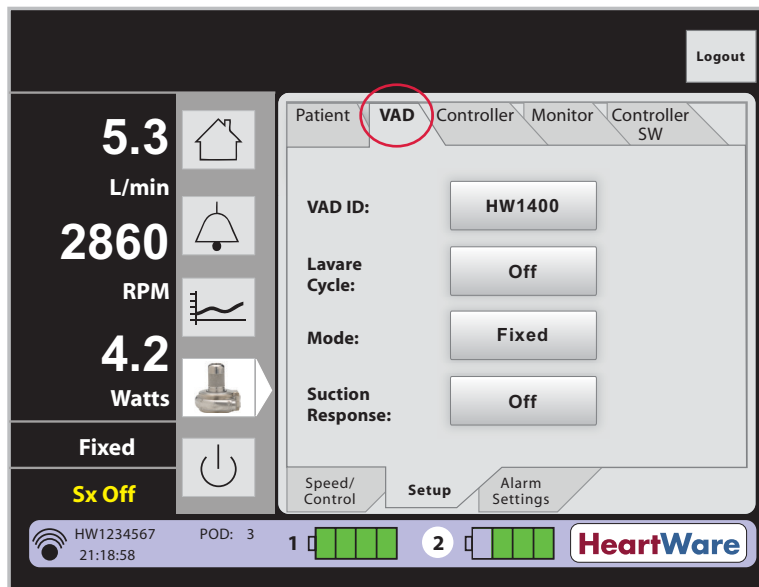 Logout
5.3
L/min
2860
RPM
4.2
Watts
Fixed
Sx Off
Patient VAD Controller Monitor Controller
SW
VAD ID: HW1400
Lavare
Cycle: Off
Mode: Fixed
Suction
Response: Off
Speed/
Control Setup Alarm
Settings
HW1234567 POD: 3
21:18:58
1 2 HeartWare